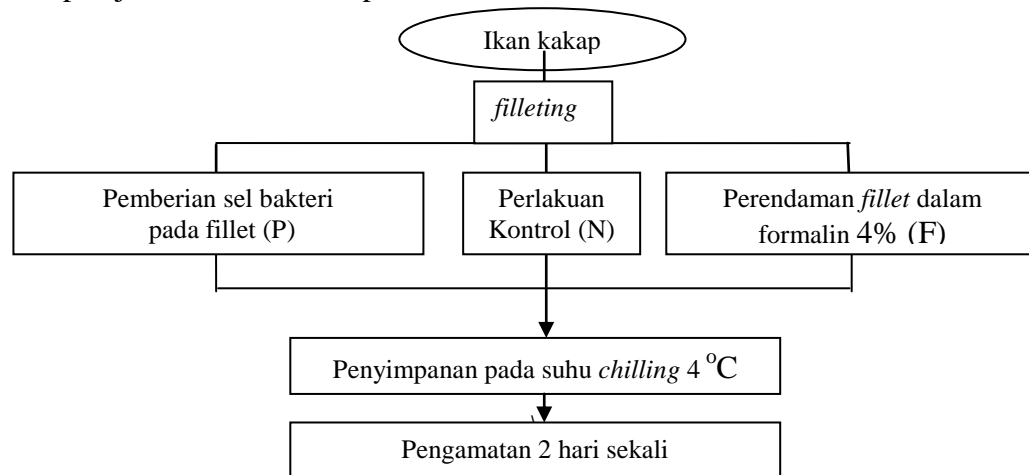 Ikan kakap
filleting
Pemberian sel bakteri
pada fillet (P)
Perlakuan
Kontrol (N)
Perendaman fillet dalam
formalin 4% (F)
Penyimpanan pada suhu chilling 4 °C
Pengamatan 2 hari sekali